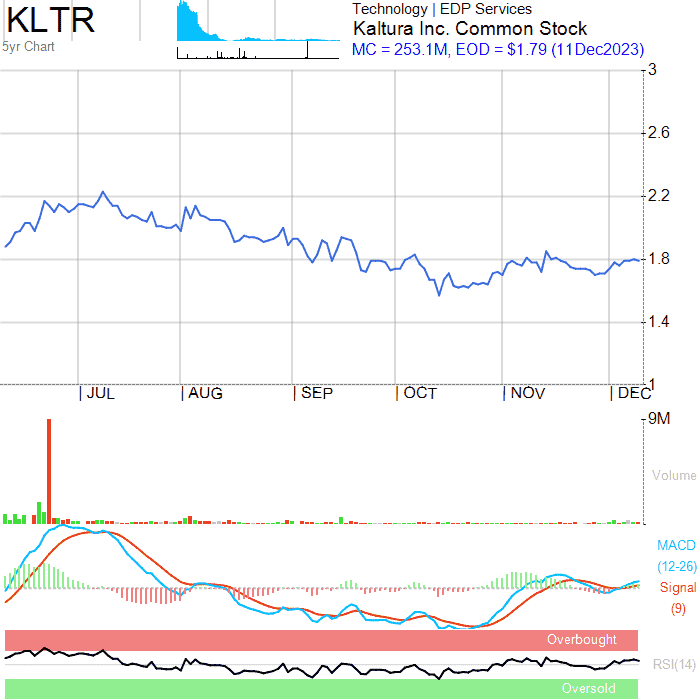 KLTR
5yr Chart
Technology | EDP Services
Kaltura Inc. Common Stock
MC = 253.1M, EOD = $1.79 (11Dec2023)
3
2.6
2.2
1.8
1.4
1
| JUL | AUG | SEP | OCT | NOV | DEC
9M
Volume
MACD
(12-26)
Signal
(9)
Overbought
RSI(14)
Oversold